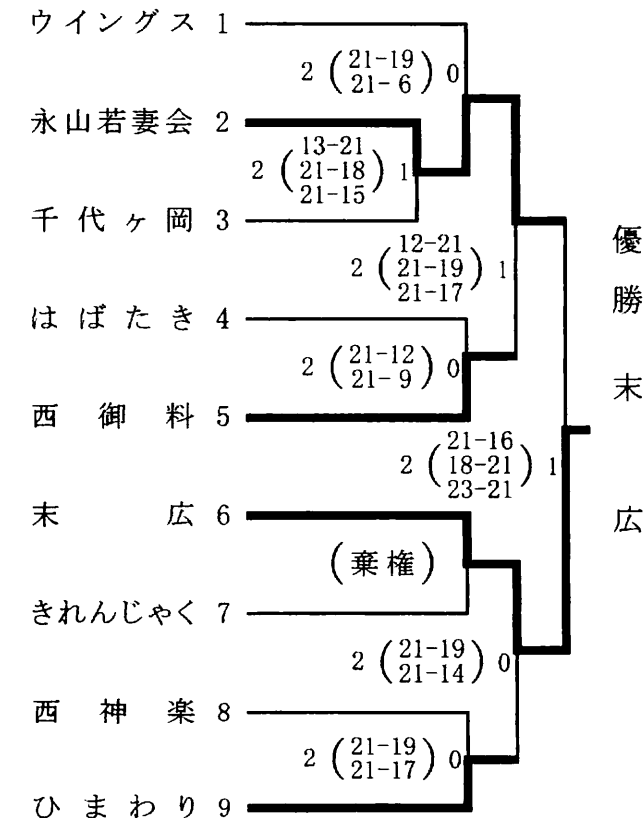 ウイングス 1
2 (21-19 21-6) 0
永山若妻会 2
2 (13-21 21-18 21-15) 1
千代ヶ岡 3
2 (12-21 21-19 21-17) 1
はばたき 4
2 (21-12 21-9) 0
西御料 5
2 (21-16 18-21 23-21) 1
末広 6
(棄権)
きれんじゃく 7
2 (21-19 21-14) 0
西神楽 8
2 (21-19 21-17) 0
ひまわり 9
優勝 末広